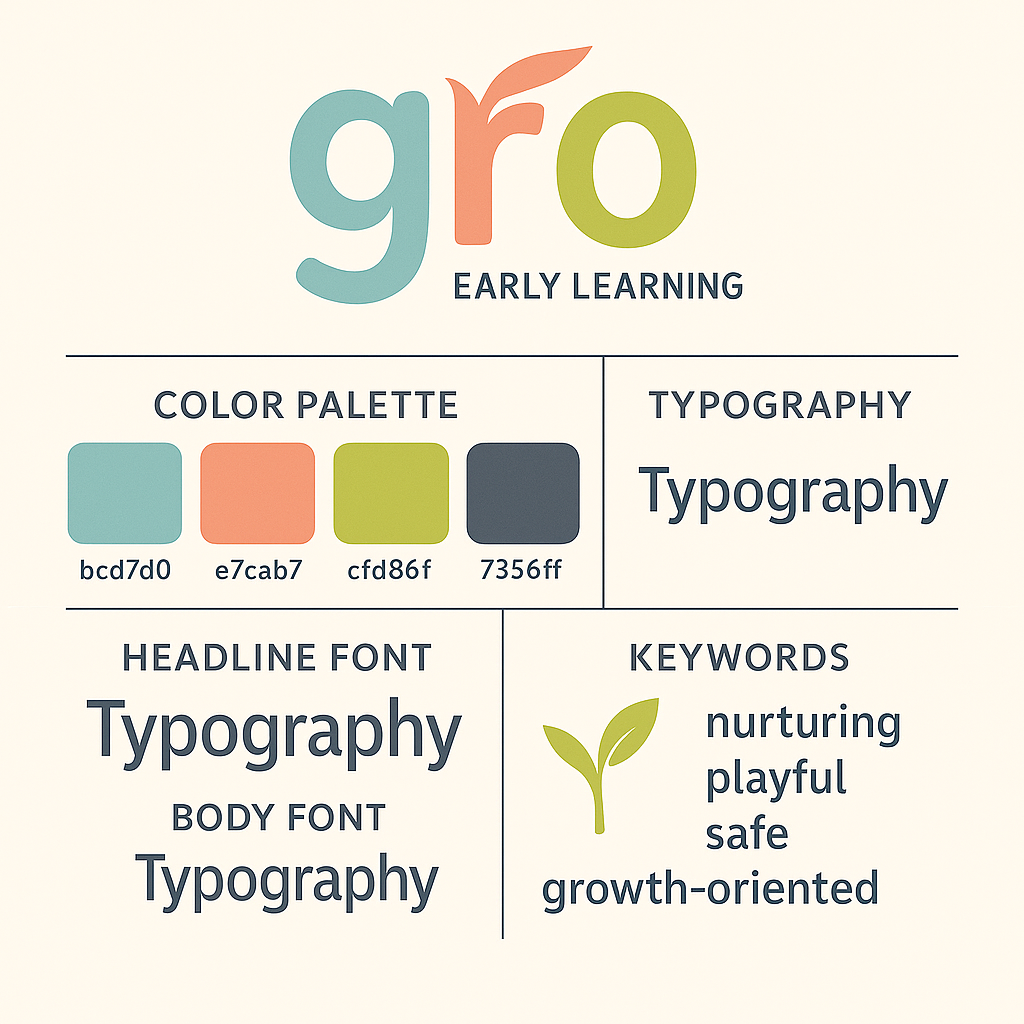 gro
EARLY LEARNING
COLOR PALETTE
bcd7d0 e7cab7 cfd86f 7356ff
TYPOGRAPHY
Typography
HEADLINE FONT
Typography
BODY FONT
Typography
KEYWORDS
nurturing
playful
safe
growth-oriented